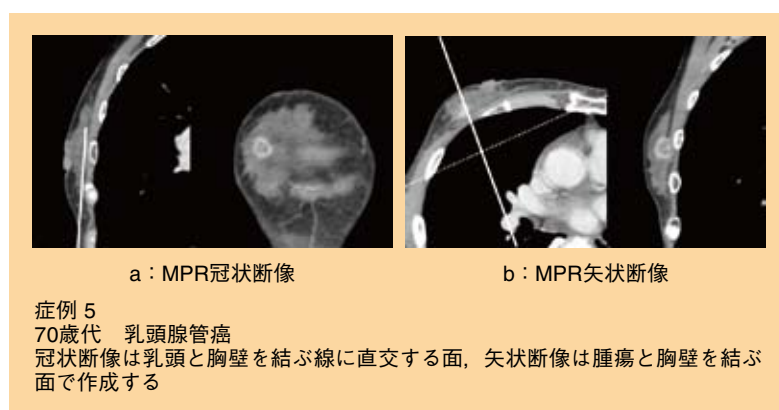 a：MPR冠状断像
b：MPR矢状断像
症例 5
70歳代　乳頭腺管癌
冠状断像は乳頭と胸壁を結ぶ線に直交する面，矢状断像は腫瘍と胸壁を結ぶ
面で作成する